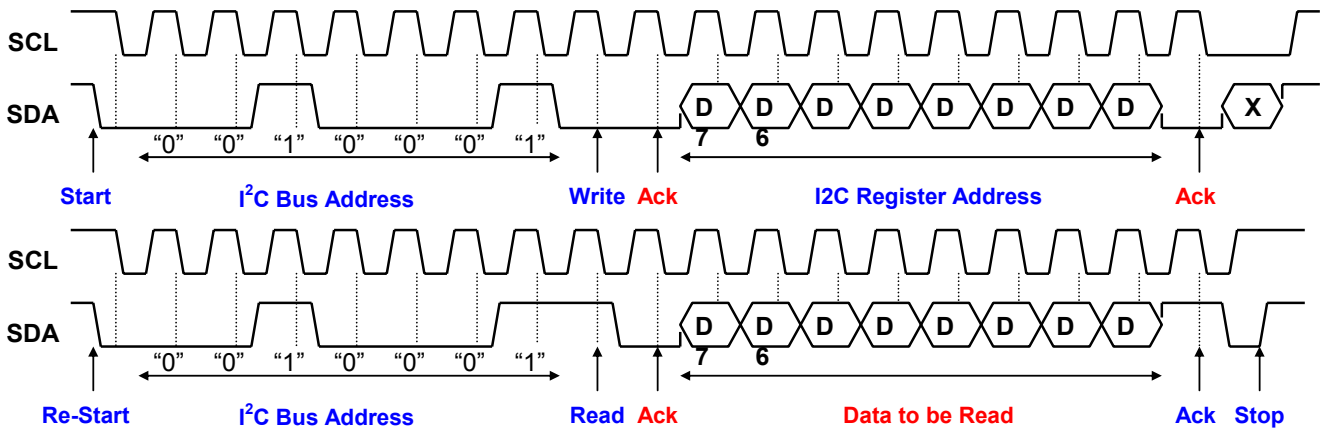 SCL
SDA D D D D D D D D X
“0” “0” “1” “0” “0” “0” “1” 7 6
Start I²C Bus Address Write Ack I2C Register Address Ack
SCL
SDA D D D D D D D D
“0” “0” “1” “0” “0” “0” “1” 7 6
Re-Start I²C Bus Address Read Ack Data to be Read Ack Stop